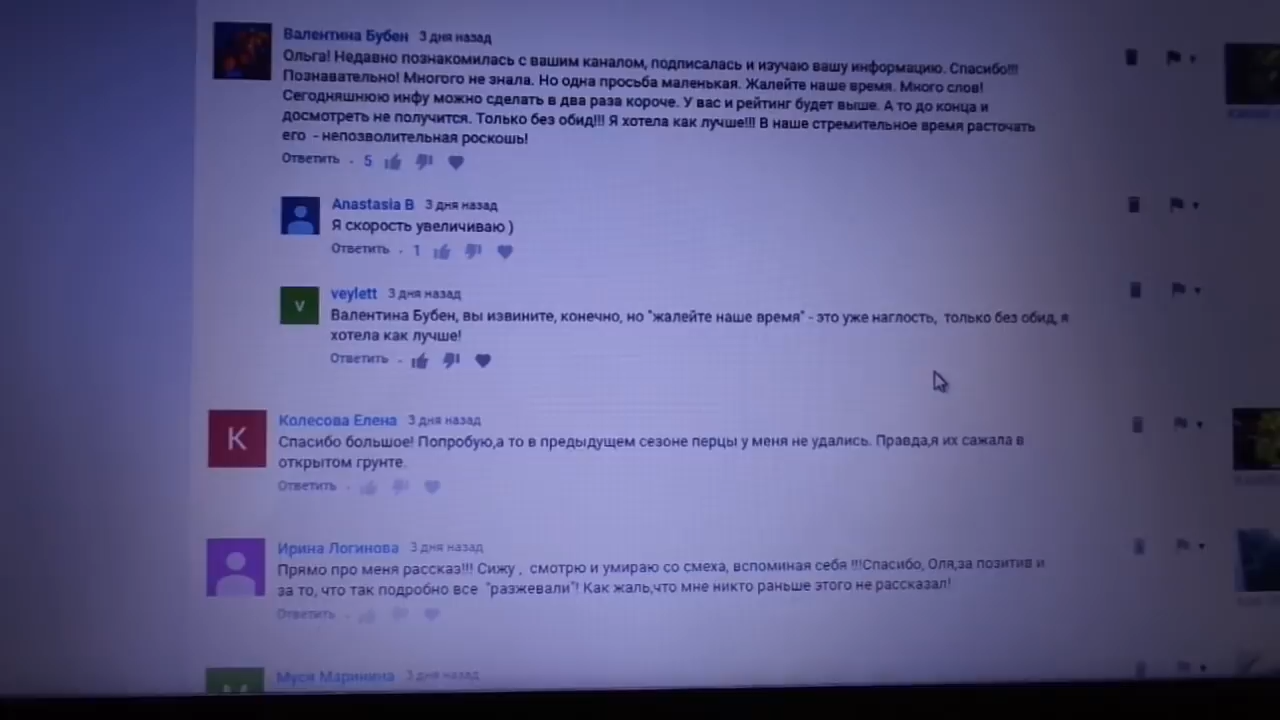 Валентина Бубен 3 дня назад
Ольга! Недавно познакомилась с вашим каналом, подписалась и изучаю вашу информацию. Спасибо!!!
Познавательно! Многого не знала. Но одна просьба маленькая. Жалейте наше время. Много слов!
Сегодняшнюю инфу можно сделать в два раза короче. У вас и рейтинг будет выше. А то до конца и
досмотреть не получится. Только без обид!!! Я хотела как лучше!!! В наше стремительное время расточать
его - непозволительная роскошь!
Ответить · 5
Anastasia B 3 дня назад
Я скорость увеличиваю )
Ответить · 1
V
veylett 3 дня назад
Валентина Бубен, вы извините, конечно, но "жалейте наше время" - это уже наглость, только без обид, я
хотела как лучше!
Ответить ·
К
Колесова Елена 3 дня назад
Спасибо большое! Попробую,а то в предыдущем сезоне перцы у меня не удались. Правда,я их сажала в
открытом грунте.
Ответить ·
Ирина Логинова 3 дня назад
Прямо про меня рассказ!!! Сижу , смотрю и умираю со смеха, вспоминая себя !!!Спасибо, Оля,за позитив и
за то, что так подробно все "разжевали"! Как жаль,что мне никто раньше этого не рассказал!
Ответить ·
М
Муся Маринина 3 дня назад